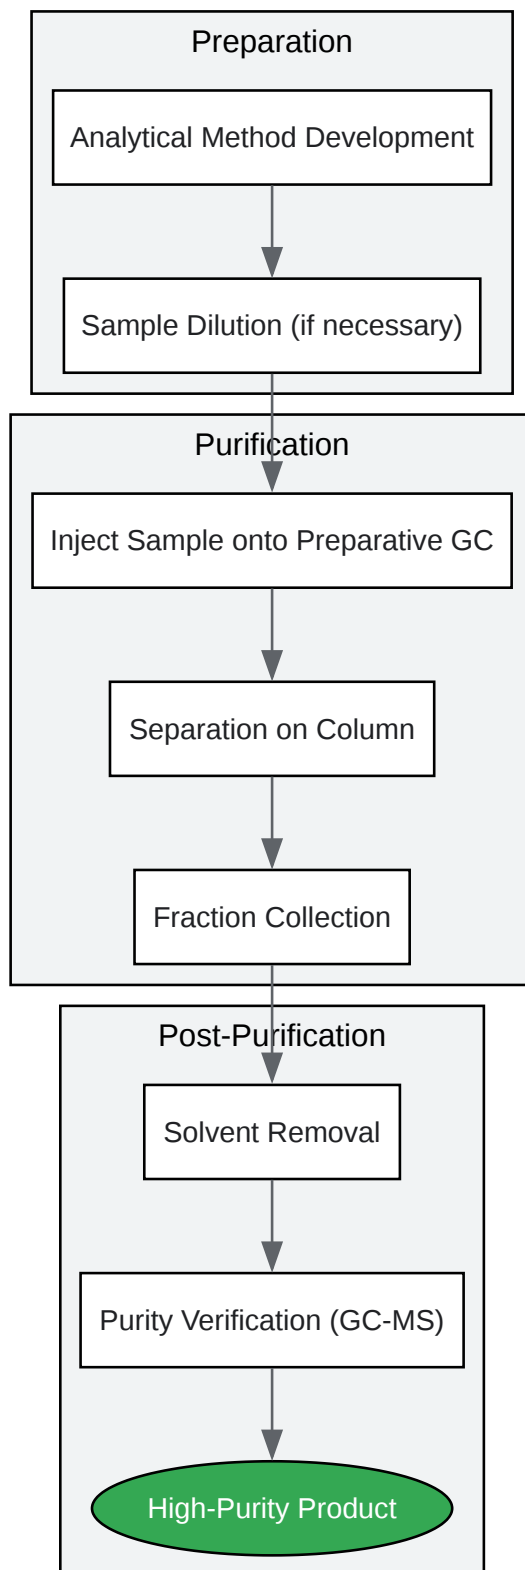 Preparation
Analytical Method Development
Sample Dilution (if necessary)
Purification
Inject Sample onto Preparative GC
Separation on Column
Fraction Collection
Post-Purification
Solvent Removal
Purity Verification (GC-MS)
High-Purity Product